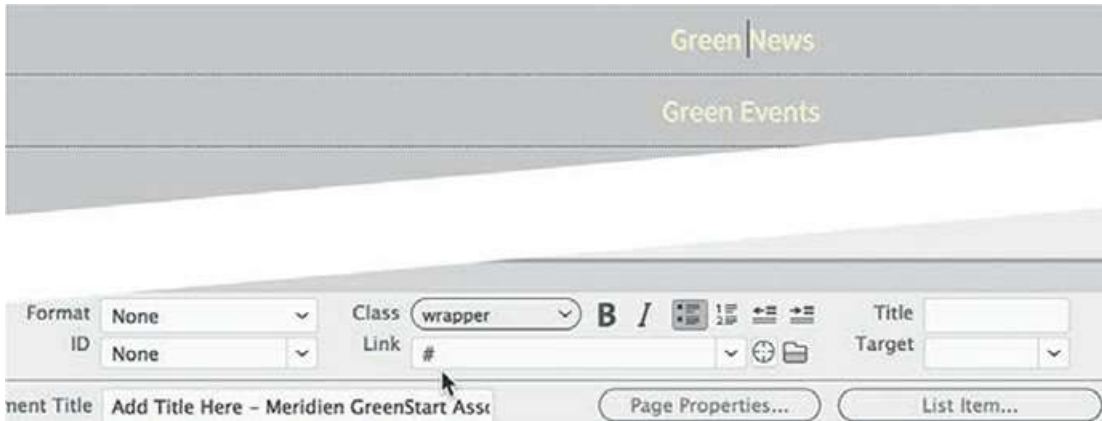 Green News
Green Events
Format None Class wrapper B I Title
ID None Link # Target
ment Title Add Title Here – Meridien GreenStart Asso Page Properties... List Item...